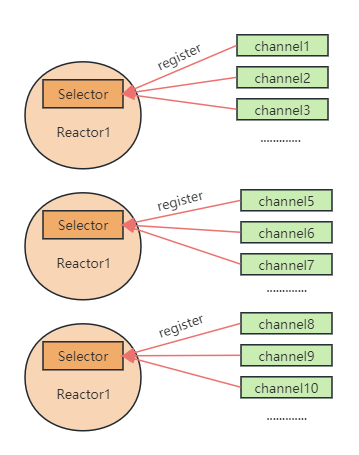 register
channel1
Selector
channel2
channel3
Reactor1
.............
register
channel5
Selector
channel6
Reactor1
channel7
.............
register
channel8
Selector
channel9
Reactor1
channel10
.............